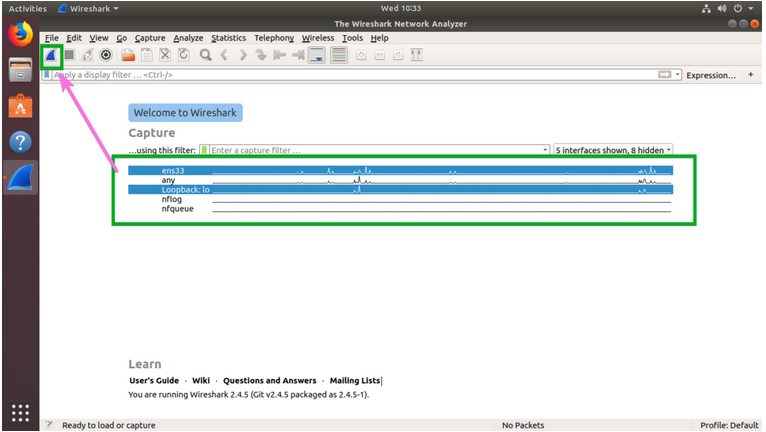 Activities Wireshark Wed 10:33
The Wireshark Network Analyzer
File Edit View Go Capture Analyze Statistics Telephony Wireless Tools Help
Apply a display filter ... <Ctrl-/> Expression... +
Welcome to Wireshark
Capture
...using this filter: Enter a capture filter ... 5 interfaces shown, 8 hidden
ens33
any
Loopback: lo
nflog
nfqueue
Learn
User's Guide · Wiki · Questions and Answers · Mailing Lists
You are running Wireshark 2.4.5 (Git v2.4.5 packaged as 2.4.5-1).
Ready to load or capture No Packets Profile: Default